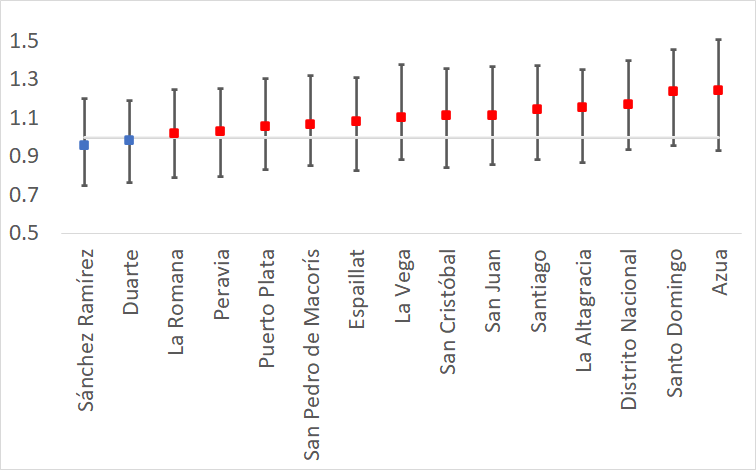 1.5
1.3
1.1
0.9
0.7
0.5
Sánchez Ramírez
Duarte
La Romana
Peravia
Puerto Plata
San Pedro de Macorís
Espaillat
La Vega
San Cristóbal
San Juan
Santiago
La Altagracia
Distrito Nacional
Santo Domingo
Azua